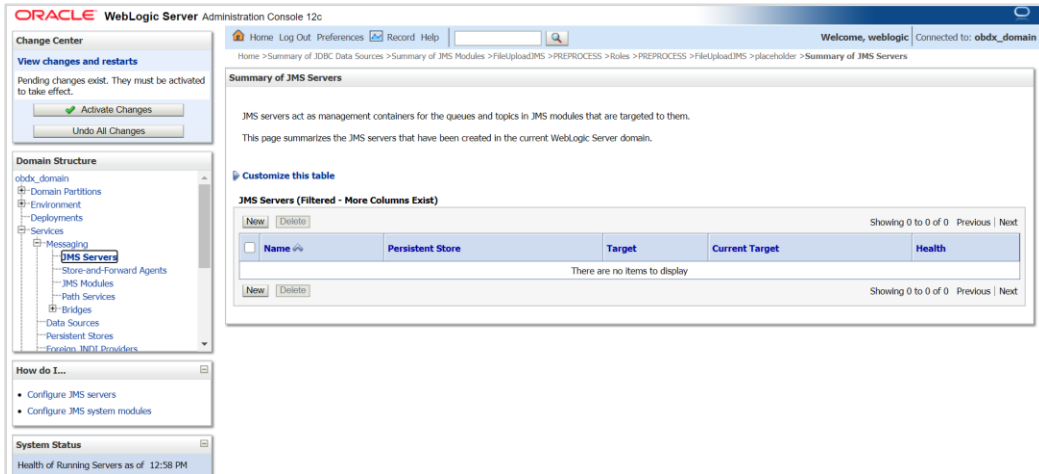 ORACLE WebLogic Server Administration Console 12c
Change Center
View changes and restarts
Pending changes exist. They must be activated
to take effect.
Activate Changes
Undo All Changes
Domain Structure
obdx_domain
Domain Partitions
Environment
Deployments
Services
Messaging
JMS Servers
Store-and-Forward Agents
JMS Modules
Path Services
Bridges
Data Sources
Persistent Stores
Foreign JNDI Providers
How do I...
Configure JMS servers
Configure JMS system modules
System Status
Health of Running Servers as of 12:58 PM
Home Log Out Preferences Record Help
Welcome, weblogic Connected to: obdx_domain
Home >Summary of JDBC Data Sources >Summary of JMS Modules >FileUploadJMS >PREPROCESS >Roles >PREPROCESS >FileUploadJMS >placeholder >Summary of JMS Servers
Summary of JMS Servers
JMS servers act as management containers for the queues and topics in JMS modules that are targeted to them.
This page summarizes the JMS servers that have been created in the current WebLogic Server domain.
Customize this table
JMS Servers (Filtered - More Columns Exist)
New Delete Showing 0 to 0 of 0 Previous | Next
Name Persistent Store Target Current Target Health
There are no items to display
New Delete Showing 0 to 0 of 0 Previous | Next